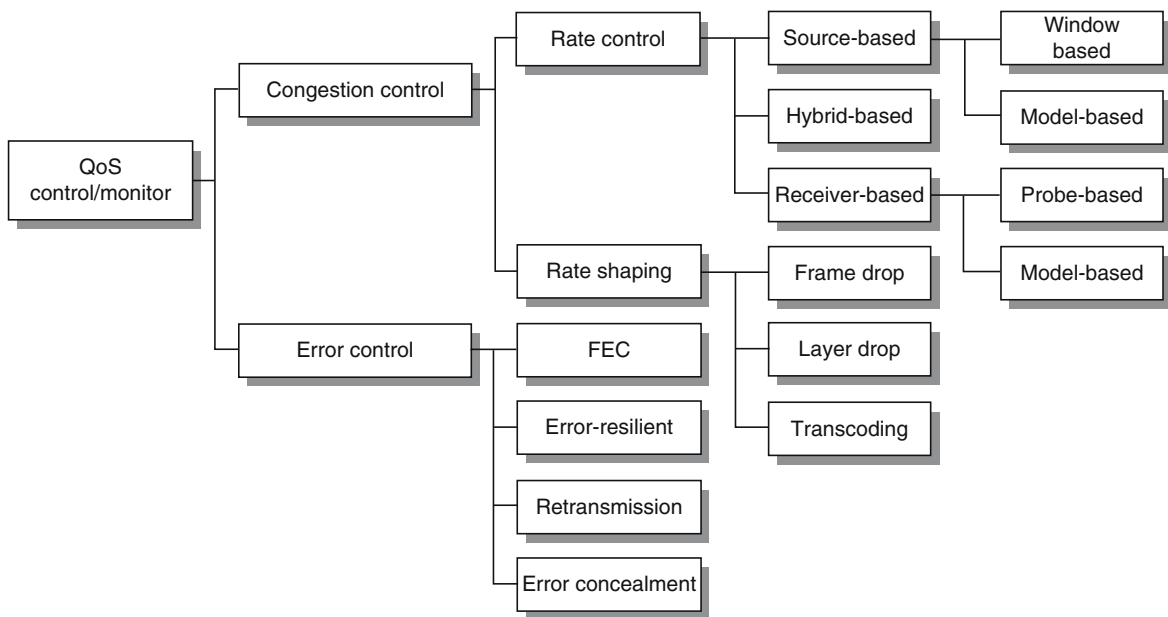 QoS
control/monitor
Congestion control
Rate control
Source-based
Window
based
Model-based
Hybrid-based
Receiver-based
Probe-based
Model-based
Rate shaping
Frame drop
Layer drop
Transcoding
Error control
FEC
Error-resilient
Retransmission
Error concealment